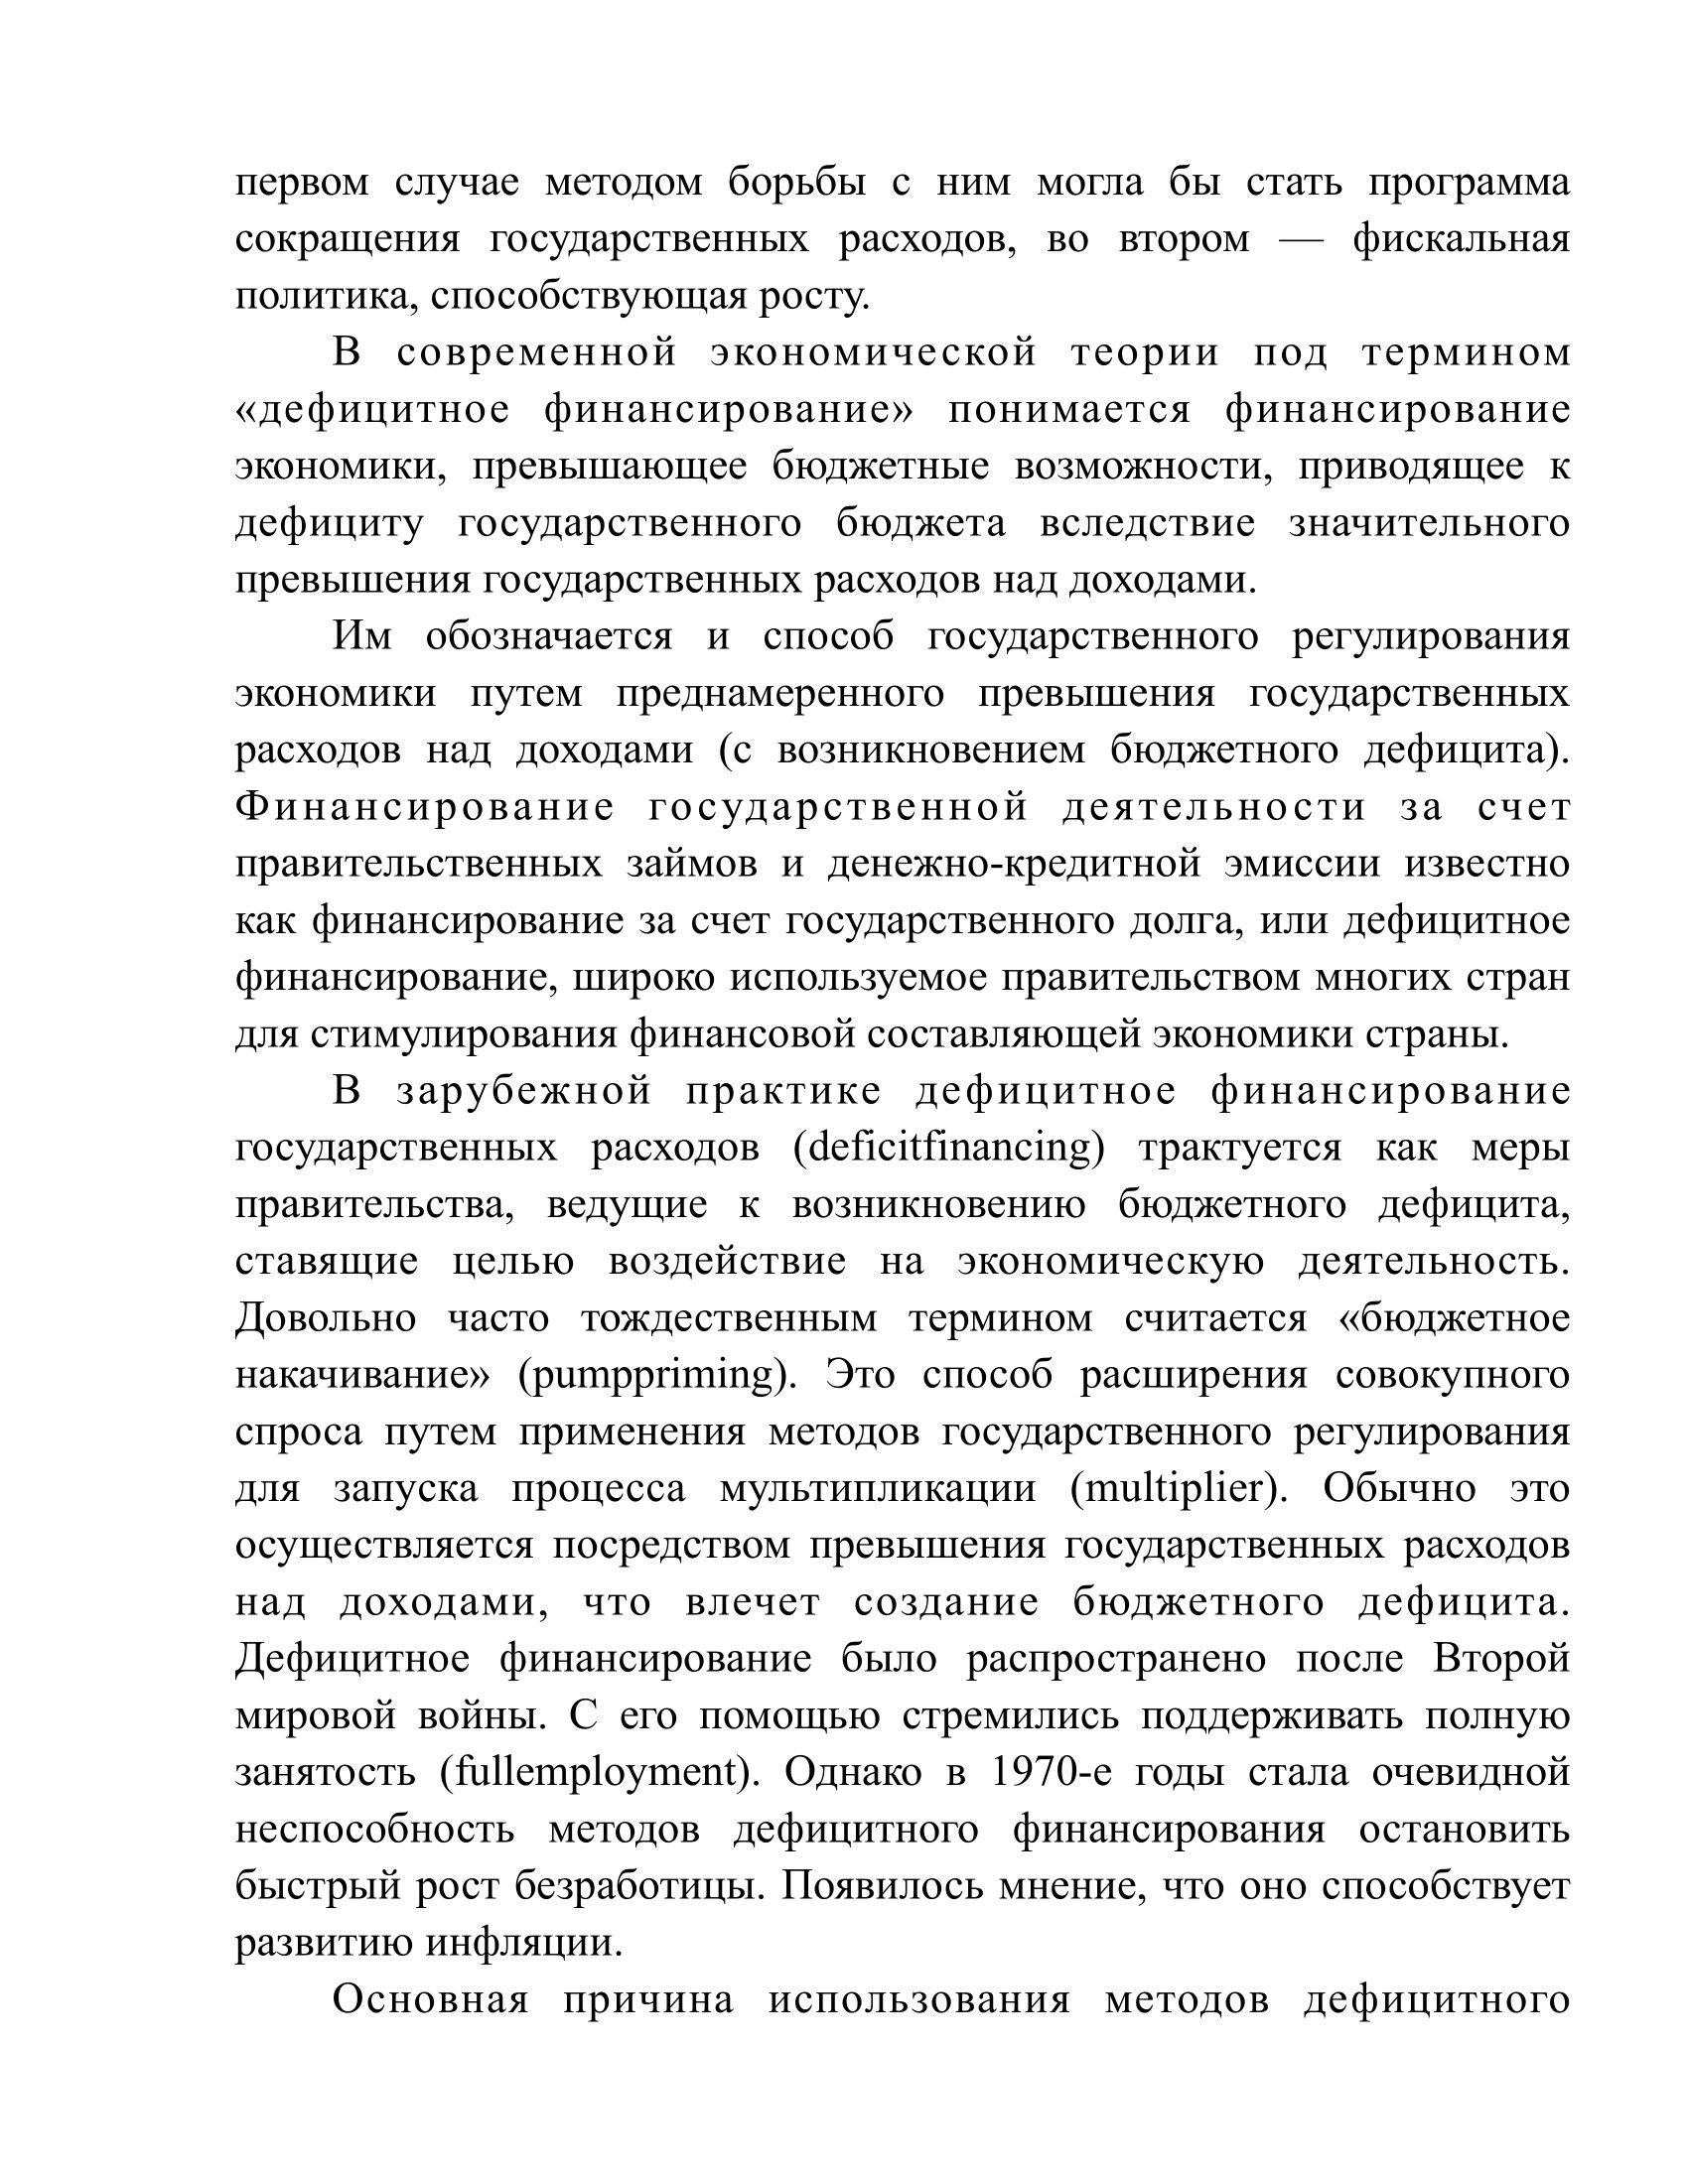 первом случае методом борьбы с ним могла бы стать программа
сокращения государственных расходов, во втором — фискальная
политика, способствующая росту.
В современной экономической теории под термином
«дефицитное финансирование» понимается финансирование
экономики, превышающее бюджетные возможности, приводящее к
дефициту государственного бюджета вследствие значительного
превышения государственных расходов над доходами.
Им обозначается и способ государственного регулирования
экономики путем преднамеренного превышения государственных
расходов над доходами (с возникновением бюджетного дефицита).
Финансирование государственной деятельности за счет
правительственных займов и денежно-кредитной эмиссии известно
как финансирование за счет государственного долга, или дефицитное
финансирование, широко используемое правительством многих стран
для стимулирования финансовой составляющей экономики страны.
В зарубежной практике дефицитное финансирование
государственных расходов (deficitfinancing) трактуется как меры
правительства, ведущие к возникновению бюджетного дефицита,
ставящие целью воздействие на экономическую деятельность.
Довольно часто тождественным термином считается «бюджетное
накачивание» (pumppriming). Это способ расширения совокупного
спроса путем применения методов государственного регулирования
для запуска процесса мультипликации (multiplier). Обычно это
осуществляется посредством превышения государственных расходов
над доходами, что влечет создание бюджетного дефицита.
Дефицитное финансирование было распространено после Второй
мировой войны. С его помощью стремились поддерживать полную
занятость (fullemployment). Однако в 1970-е годы стала очевидной
неспособность методов дефицитного финансирования остановить
быстрый рост безработицы. Появилось мнение, что оно способствует
развитию инфляции.
Основная причина использования методов дефицитного